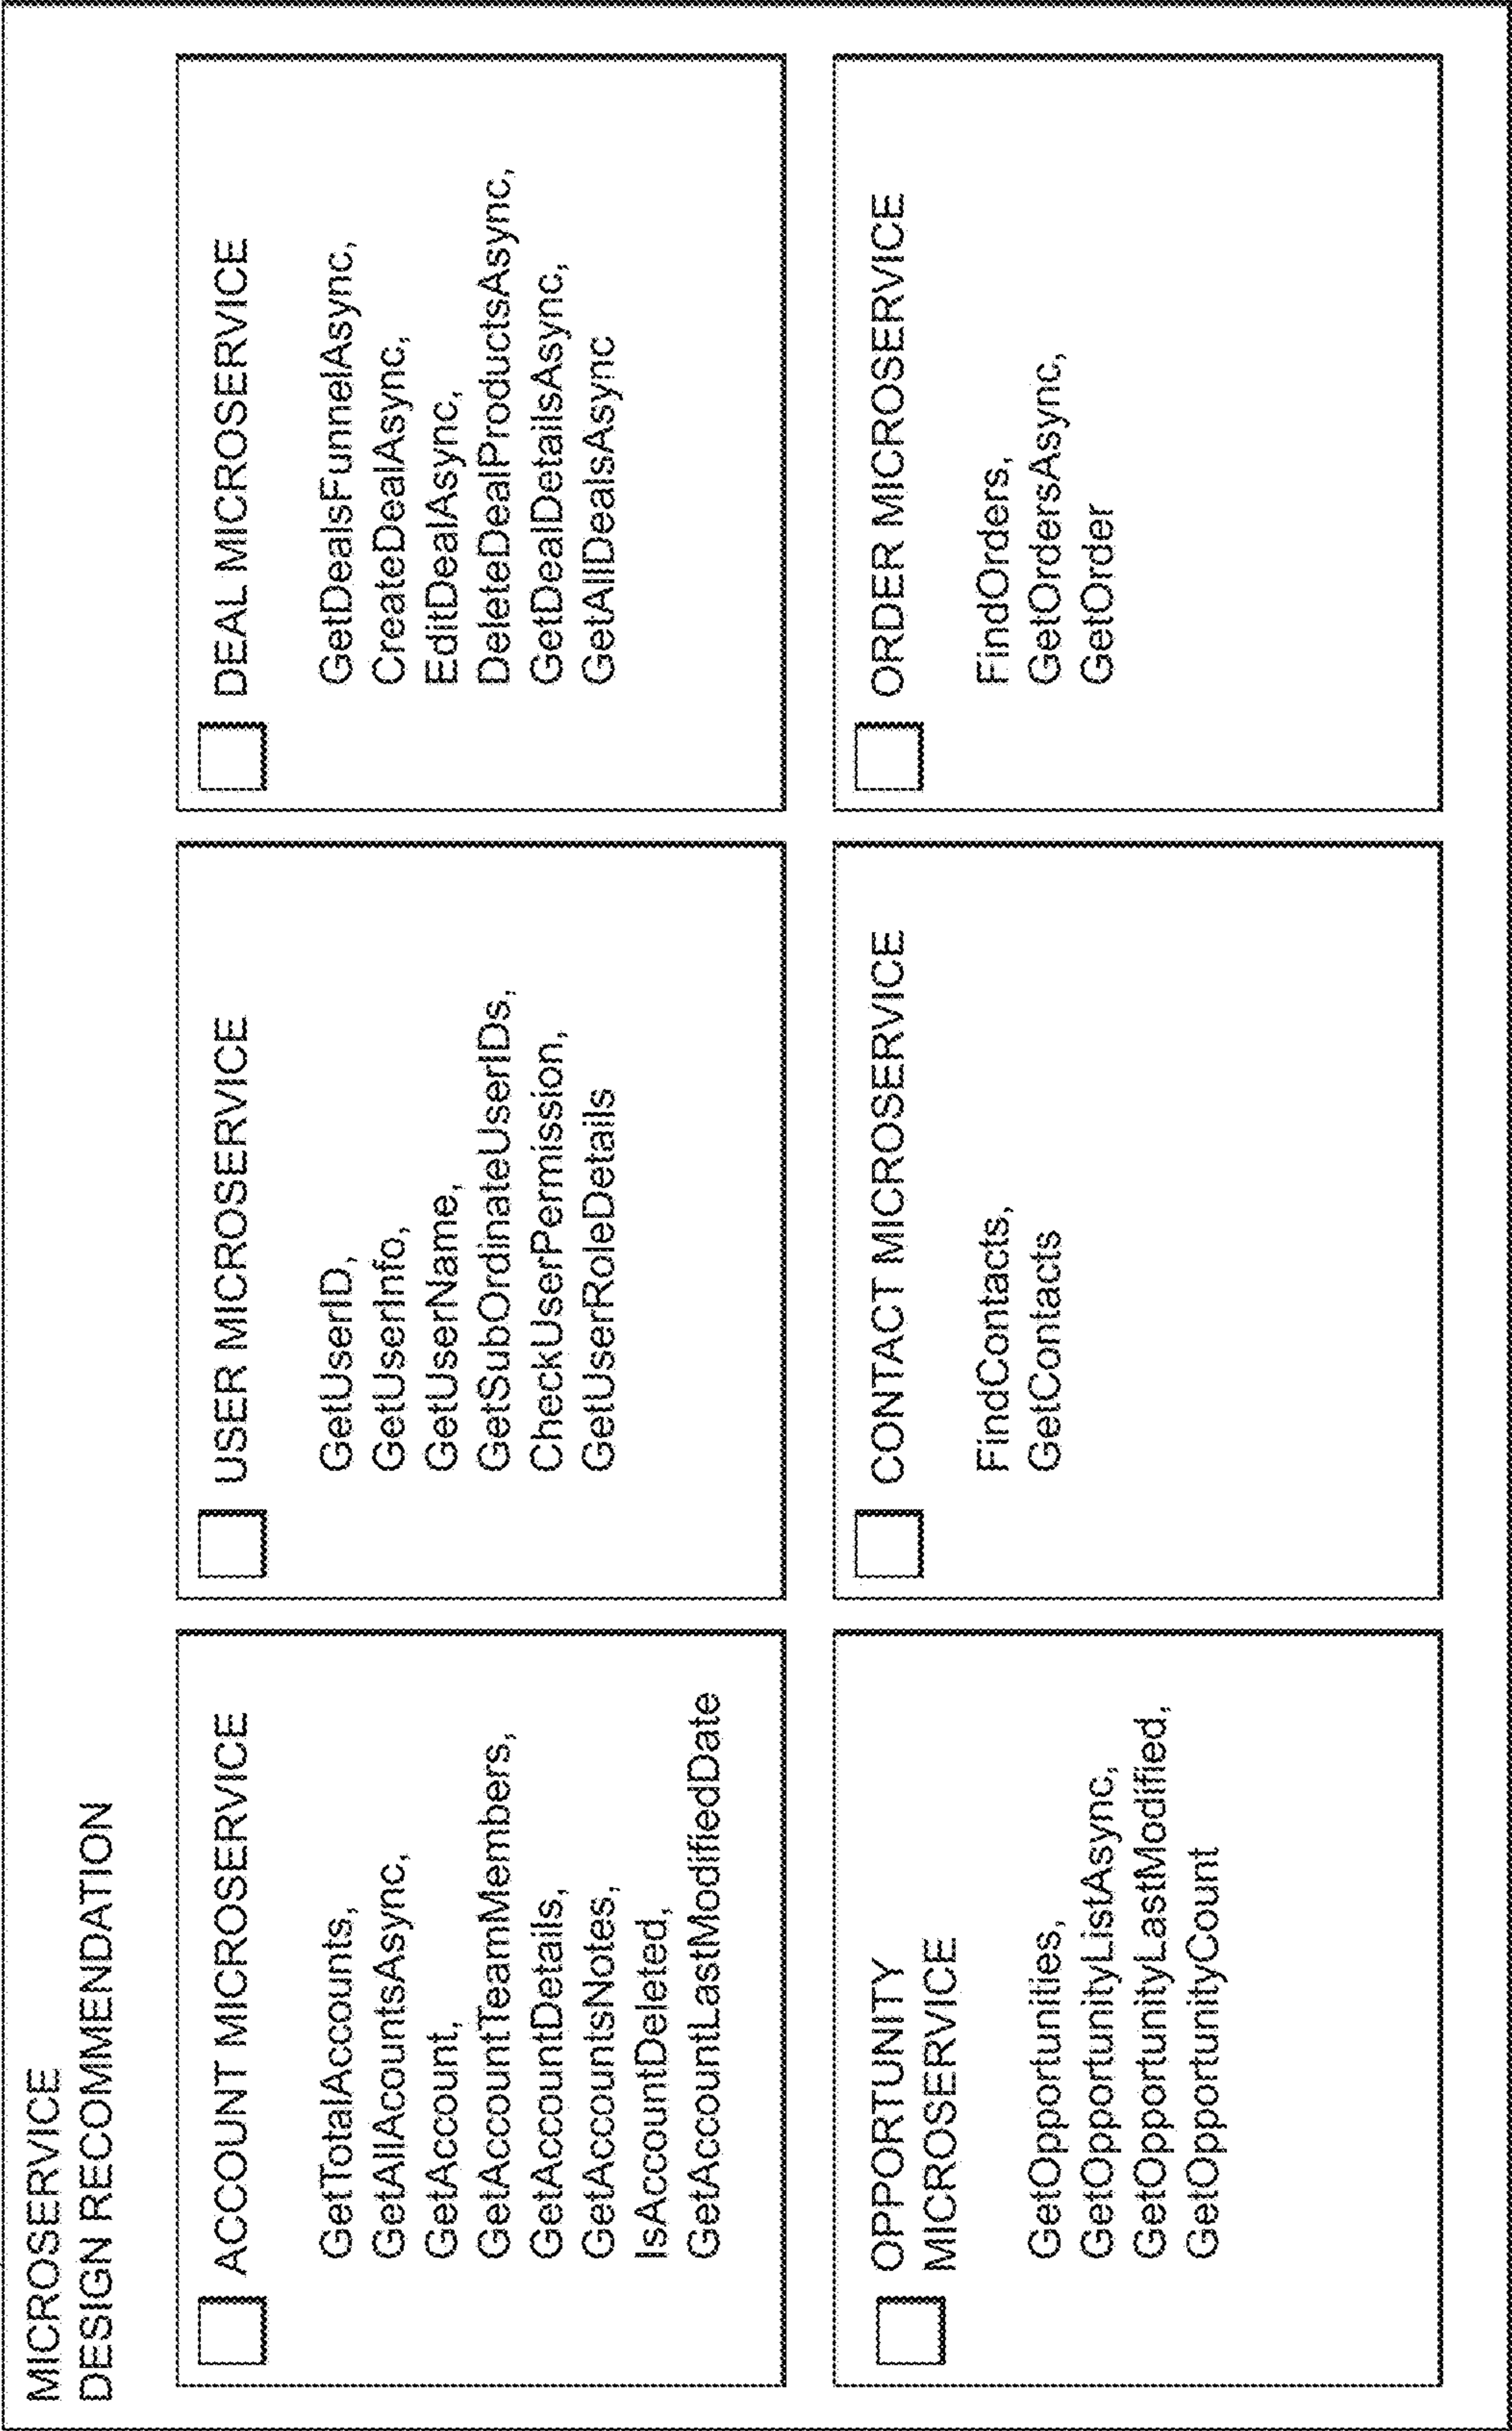 MICROSERVICE
DESIGN RECOMMENDATION
ACCOUNT MICROSERVICE
GetTotalAccounts,
GetAllAcountsAsync,
GetAccount,
GetAccountTeamMembers,
GetAccountDetails,
GetAccountsNotes,
IsAccountDeleted,
GetAccountLastModifiedDate
USER MICROSERVICE
GetUserID,
GetUserInfo,
GetUserName,
GetSubOrdinateUserIDs,
CheckUserPermission,
GetUserRoleDetails
DEAL MICROSERVICE
GetDealsFunnelAsync,
CreateDealAsync,
EditDealAsync,
DeleteDealProductsAsync,
GetDealDetailsAsync,
GetAllDealsAsync
OPPORTUNITY
MICROSERVICE
GetOpportunities,
GetOpportunityListAsync,
GetOpportunityLastModified,
GetOpportunityCount
CONTACT MICROSERVICE
FindContacts,
GetContacts
ORDER MICROSERVICE
FindOrders,
GetOrdersAsync,
GetOrder